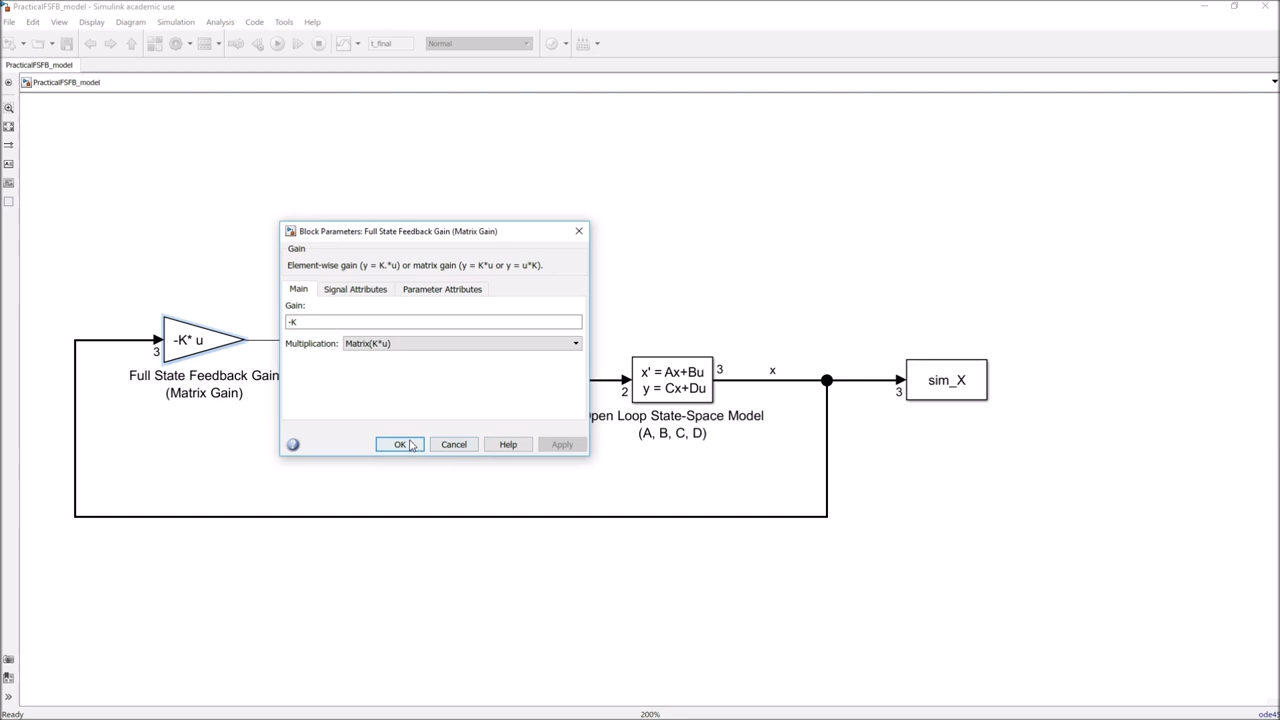 PracticalFSFB_model - Simulink academic use
File Edit View Display Diagram Simulation Analysis Code Tools Help
t_final Normal
PracticalFSFB_model
PracticalFSFB_model
Block Parameters: Full State Feedback Gain (Matrix Gain)
Gain
Element-wise gain (y = K.*u) or matrix gain (y = K*u or y = u*K).
Main Signal Attributes Parameter Attributes
Gain:
-K
Multiplication: Matrix(K*u)
OK Cancel Help Apply
-K* u
3
Full State Feedback Gain
(Matrix Gain)
2
x' = Ax+Bu
y = Cx+Du
3
x
Open Loop State-Space Model
(A, B, C, D)
3
sim_X
Ready 200% ode45